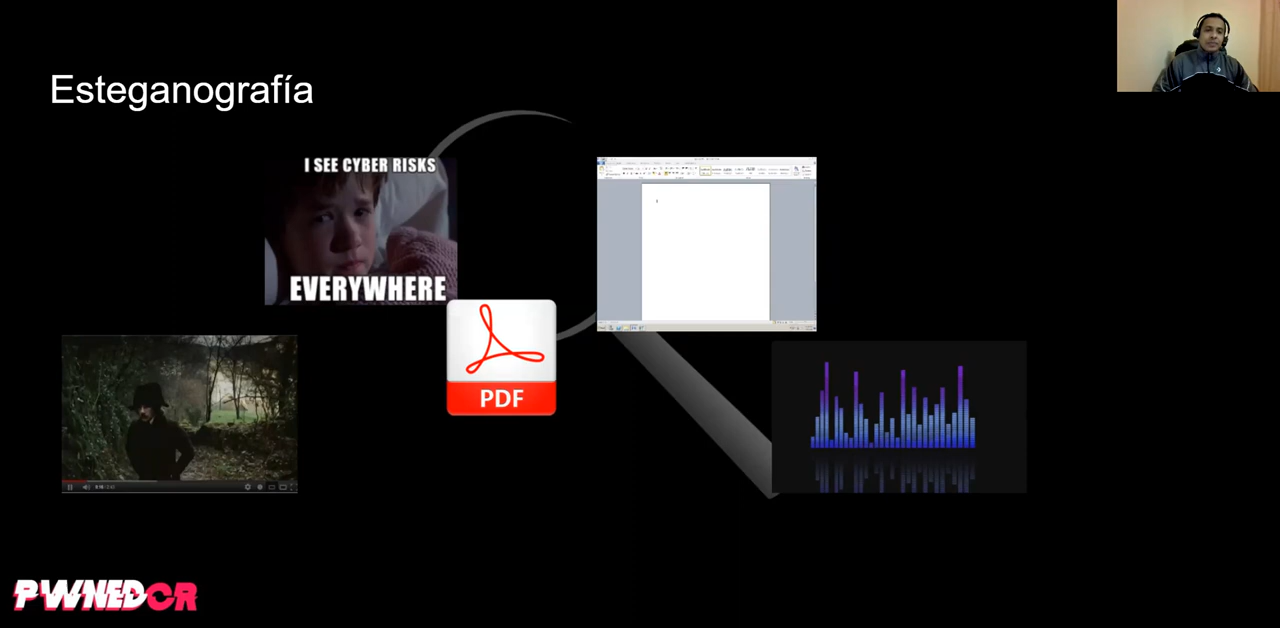 Esteganografía
I SEE CYBER RISKS
EVERYWHERE
PDF
PWNEDCR